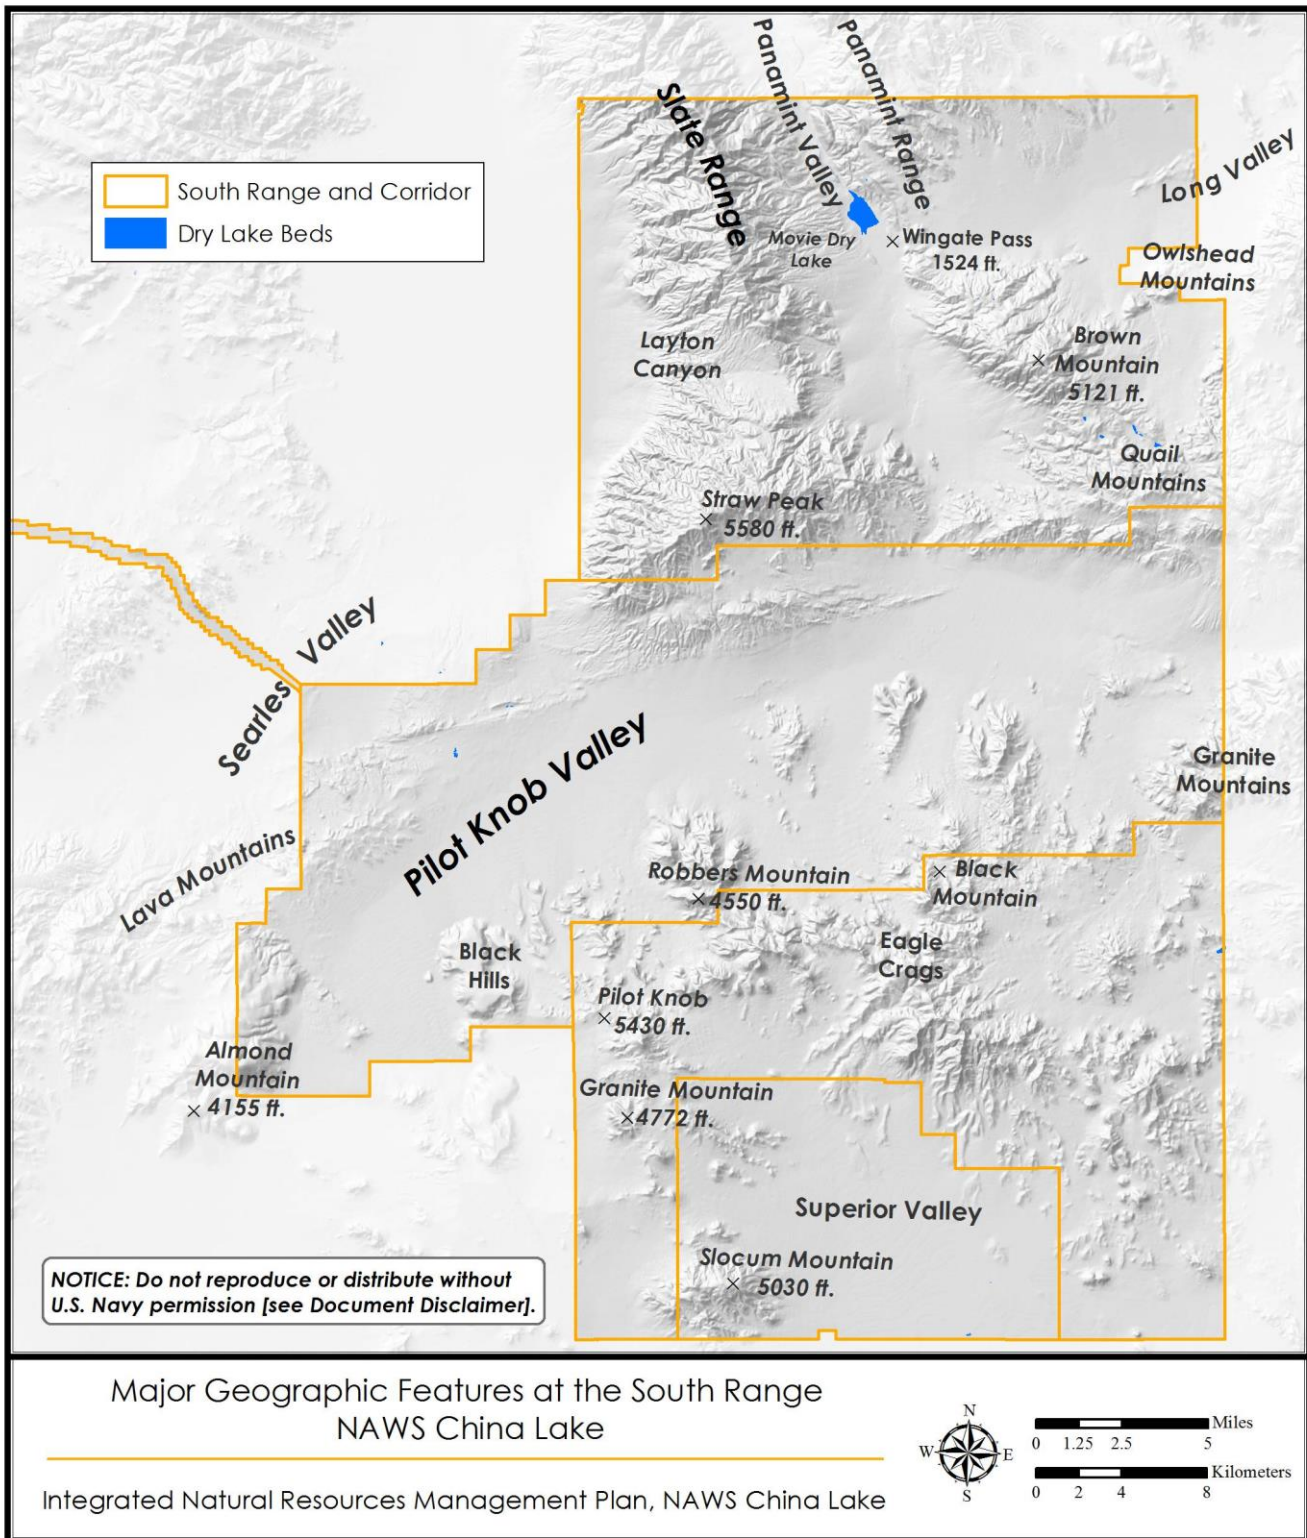 Panamint Valley
Panamint Range
Slate Range
Long Valley
South Range and Corridor
Dry Lake Beds
Movie Dry
Lake
Wingate Pass
1524 ft.
Owlshead
Mountains
Layton
Canyon
Brown
Mountain
5121 ft.
Quail
Mountains
Straw Peak
5580 ft.
Searles Valley
Pilot Knob Valley
Granite
Mountains
Lava Mountains
Robbers Mountain
4550 ft.
Black
Mountain
Black
Hills
Eagle
Crags
Pilot Knob
5430 ft.
Almond
Mountain
4155 ft.
Granite Mountain
4772 ft.
Superior Valley
Slocum Mountain
5030 ft.
NOTICE: Do not reproduce or distribute without
U.S. Navy permission [see Document Disclaimer].
Major Geographic Features at the South Range
NAWS China Lake
Integrated Natural Resources Management Plan, NAWS China Lake
N
W E
S
Miles
0 1.25 2.5 5
Kilometers
0 2 4 8